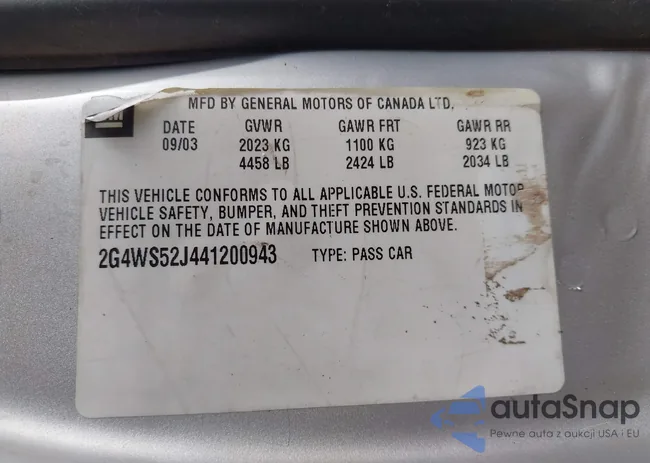 MFD BY GENERAL MOTORS OF CANADA LTD.
DATE GVWR GAWR FRT GAWR RR
09/03 2023 KG 1100 KG 923 KG
4458 LB 2424 LB 2034 LB
THIS VEHICLE CONFORMS TO ALL APPLICABLE U.S. FEDERAL MOTOR
VEHICLE SAFETY, BUMPER, AND THEFT PREVENTION STANDARDS IN
EFFECT ON THE DATE OF MANUFACTURE SHOWN ABOVE.
2G4WS52J441200943 TYPE: PASS CAR
autaSnap
Pewne auta z aukcji USA i EU